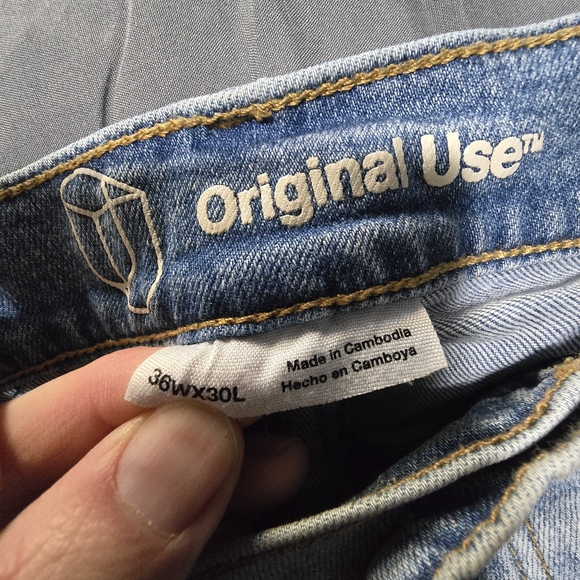 Original Use™
36WX30L
Made in Cambodia
Hecho en Camboya